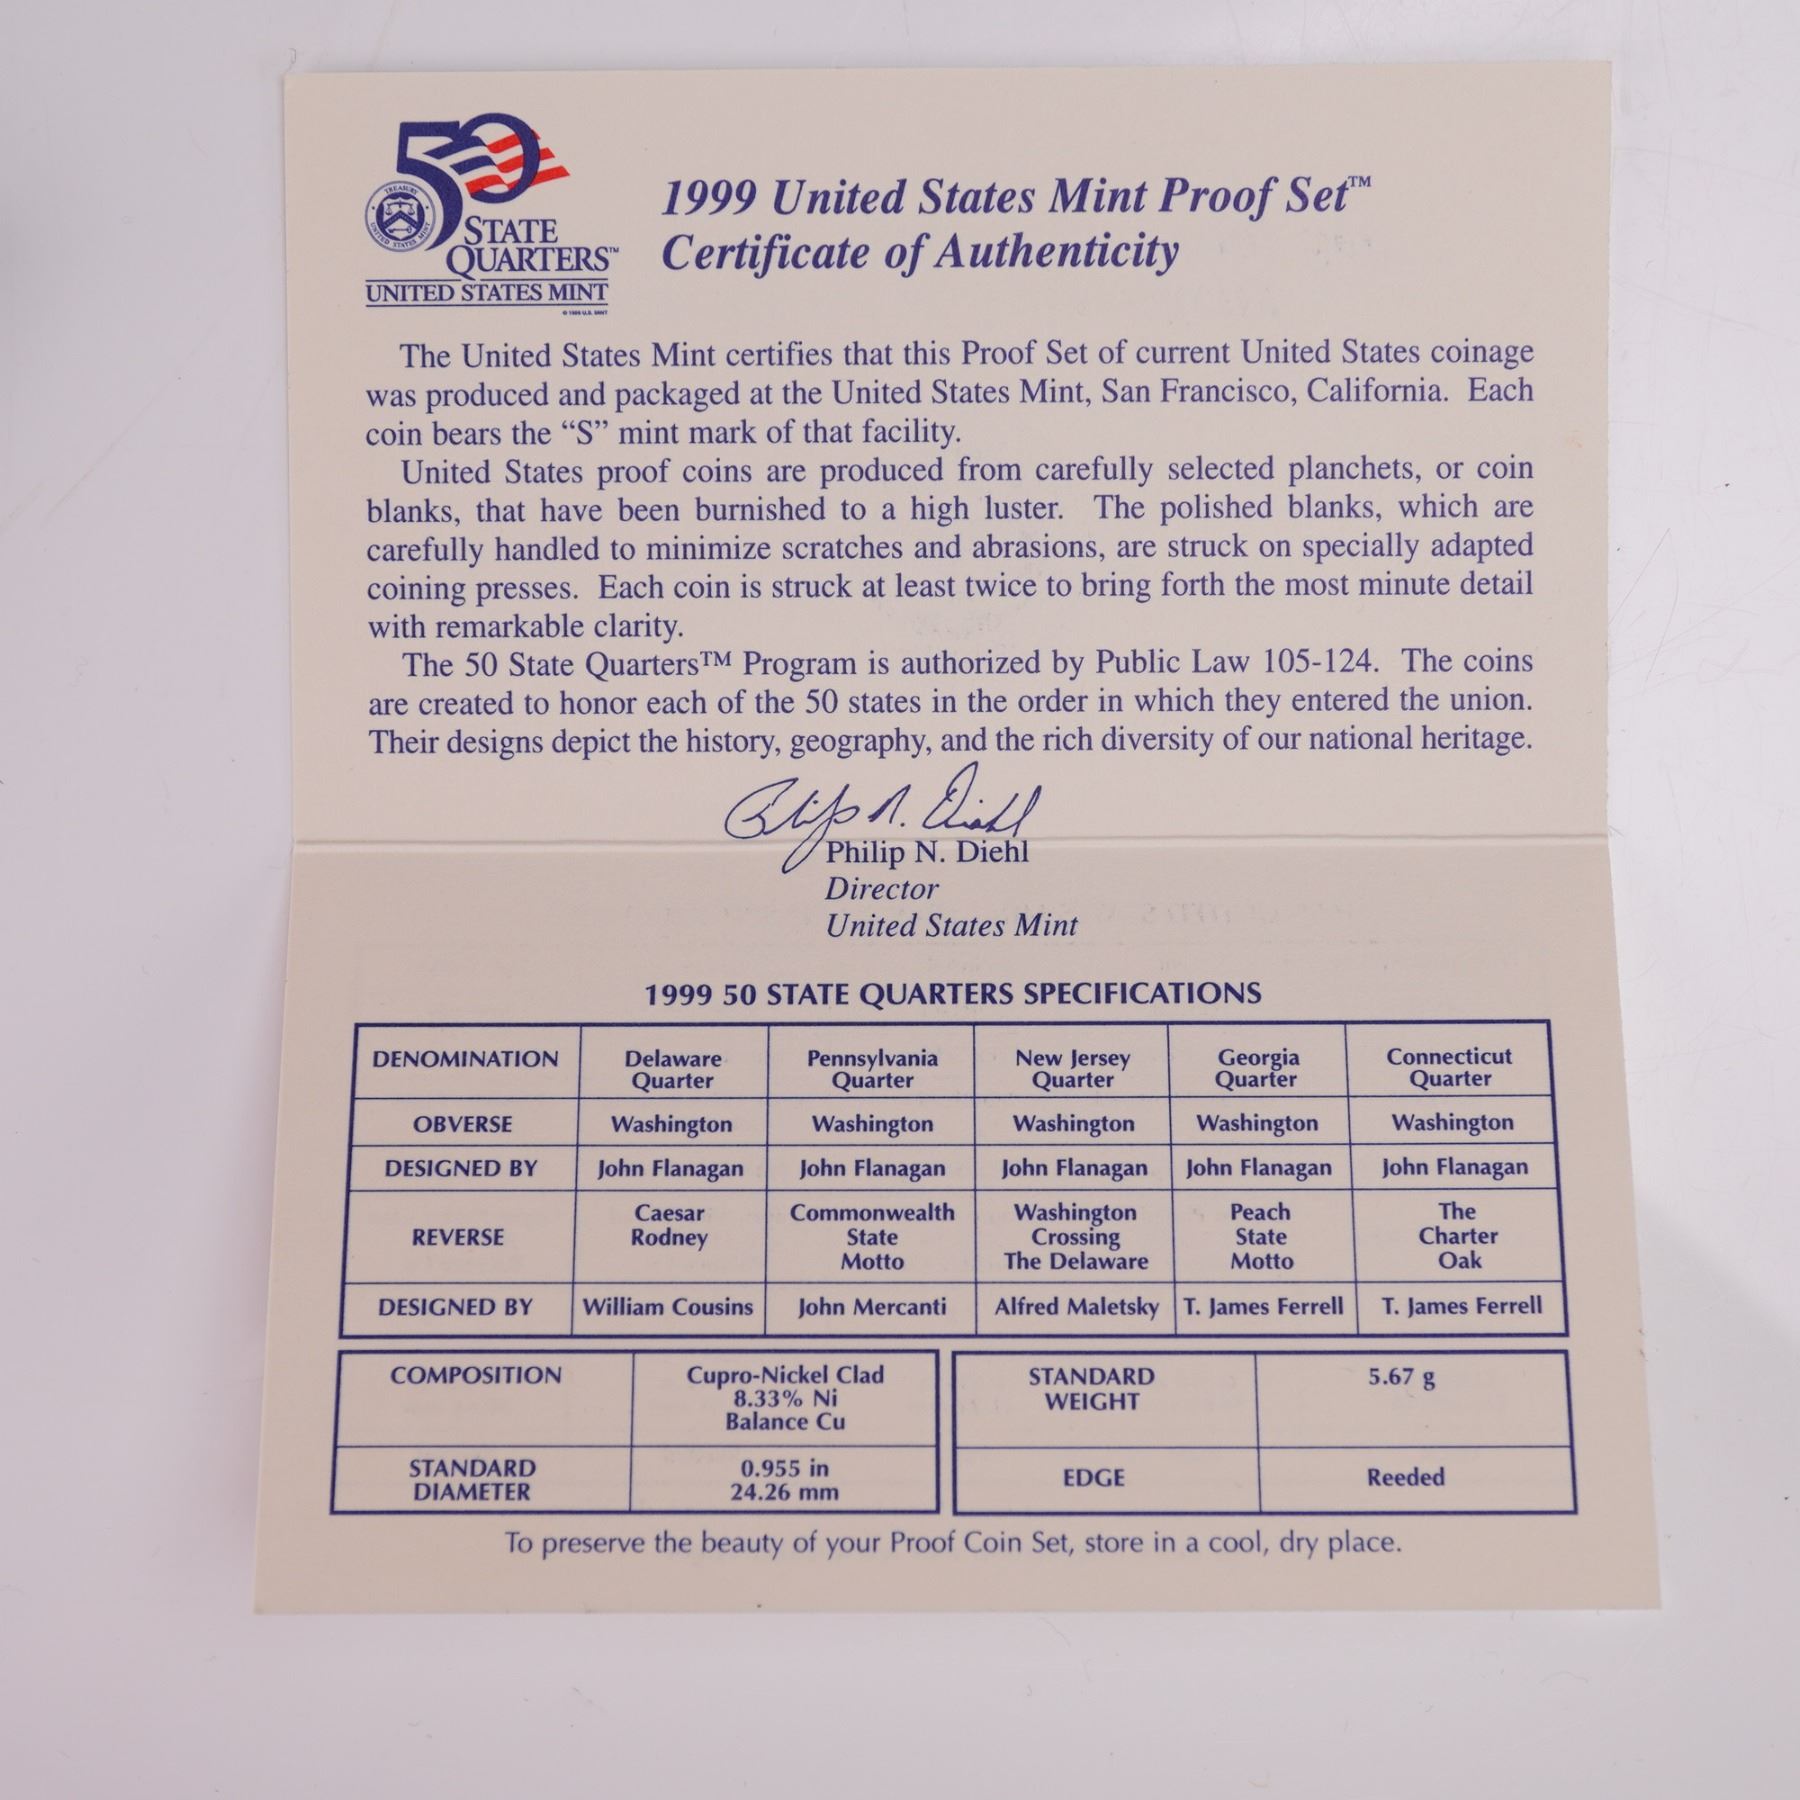 50
STATE
QUARTERS™
UNITED STATES MINT
TREASURY
UNITED STATES MINT
1999 United States Mint Proof Set™
Certificate of Authenticity
The United States Mint certifies that this Proof Set of current United States coinage
was produced and packaged at the United States Mint, San Francisco, California. Each
coin bears the “S” mint mark of that facility.
United States proof coins are produced from carefully selected planchets, or coin
blanks, that have been burnished to a high luster. The polished blanks, which are
carefully handled to minimize scratches and abrasions, are struck on specially adapted
coining presses. Each coin is struck at least twice to bring forth the most minute detail
with remarkable clarity.
The 50 State Quarters™ Program is authorized by Public Law 105-124. The coins
are created to honor each of the 50 states in the order in which they entered the union.
Their designs depict the history, geography, and the rich diversity of our national heritage.
Philip N. Diehl
Philip N. Diehl
Director
United States Mint
1999 50 STATE QUARTERS SPECIFICATIONS
DENOMINATION Delaware Quarter Pennsylvania Quarter New Jersey Quarter Georgia Quarter Connecticut Quarter
OBVERSE Washington Washington Washington Washington Washington
DESIGNED BY John Flanagan John Flanagan John Flanagan John Flanagan John Flanagan
REVERSE Caesar Rodney Commonwealth State Motto Washington Crossing The Delaware Peach State Motto The Charter Oak
DESIGNED BY William Cousins John Mercanti Alfred Maletsky T. James Ferrell T. James Ferrell
COMPOSITION Cupro-Nickel Clad
8.33% Ni
Balance Cu
STANDARD WEIGHT 5.67 g
STANDARD DIAMETER 0.955 in
24.26 mm
EDGE Reeded
To preserve the beauty of your Proof Coin Set, store in a cool, dry place.